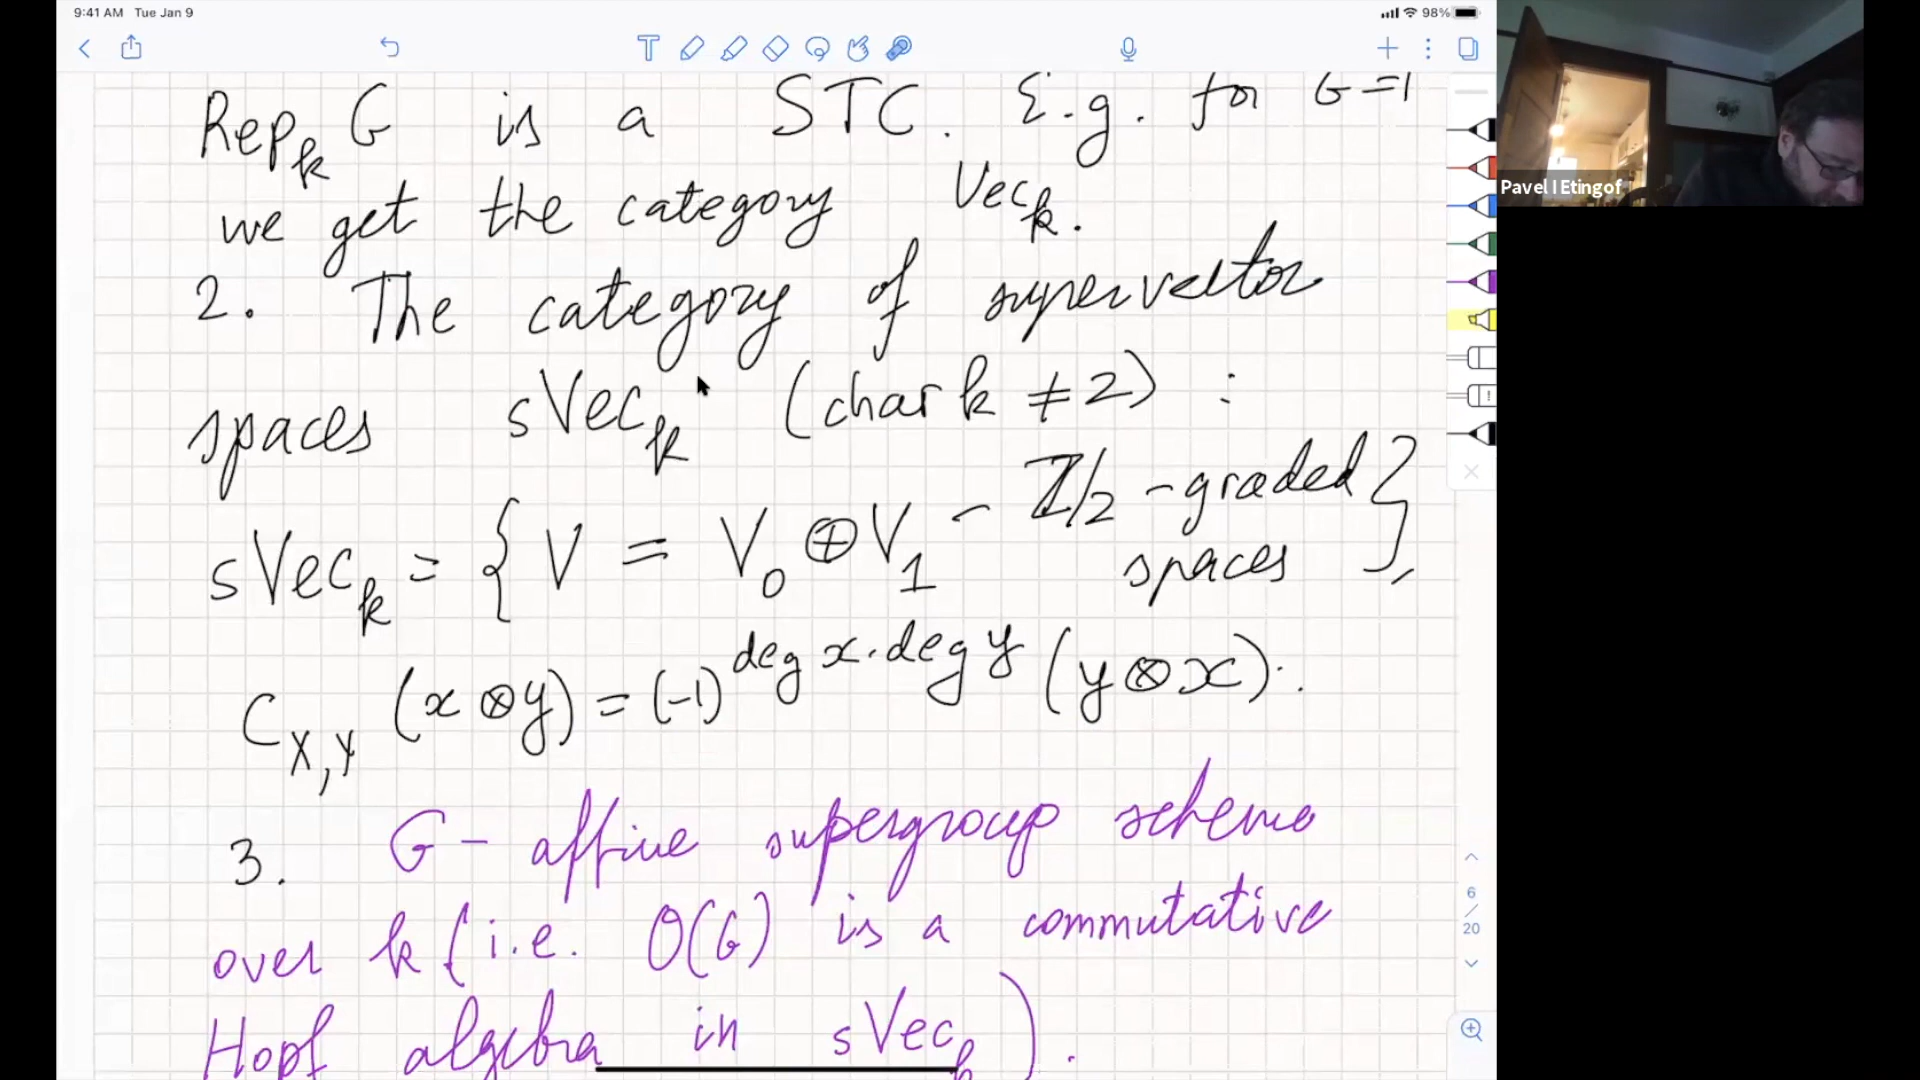 9:41 AM Tue Jan 9
98%
Rep_k G is a STC. E.g. for G=1
we get the category Vec_k.
2. The category of supervector
spaces sVec_k (char k ≠ 2) :
sVec_k = { V = V_0 ⊕ V_1 - Z/2 -graded spaces },
C_{X,Y} (x ⊗ y) = (-1)^{deg x · deg y} (y ⊗ x).
3. G - affine supergroup scheme
over k (i.e. O(G) is a commutative
Hopf algebra in sVec_k).
Pavel I Etingof
6
20